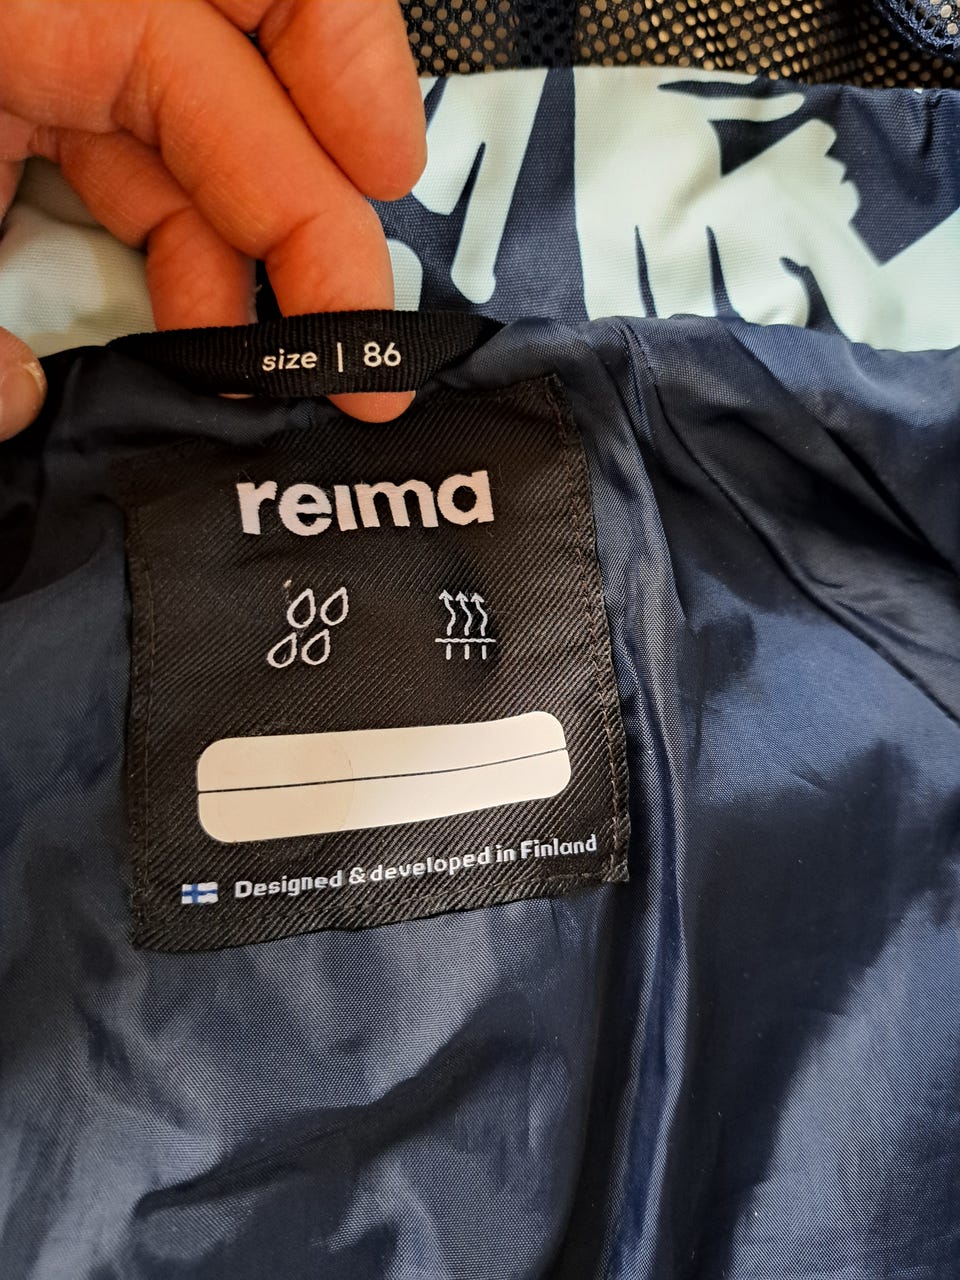 size | 86
reima
Designed & developed in Finland